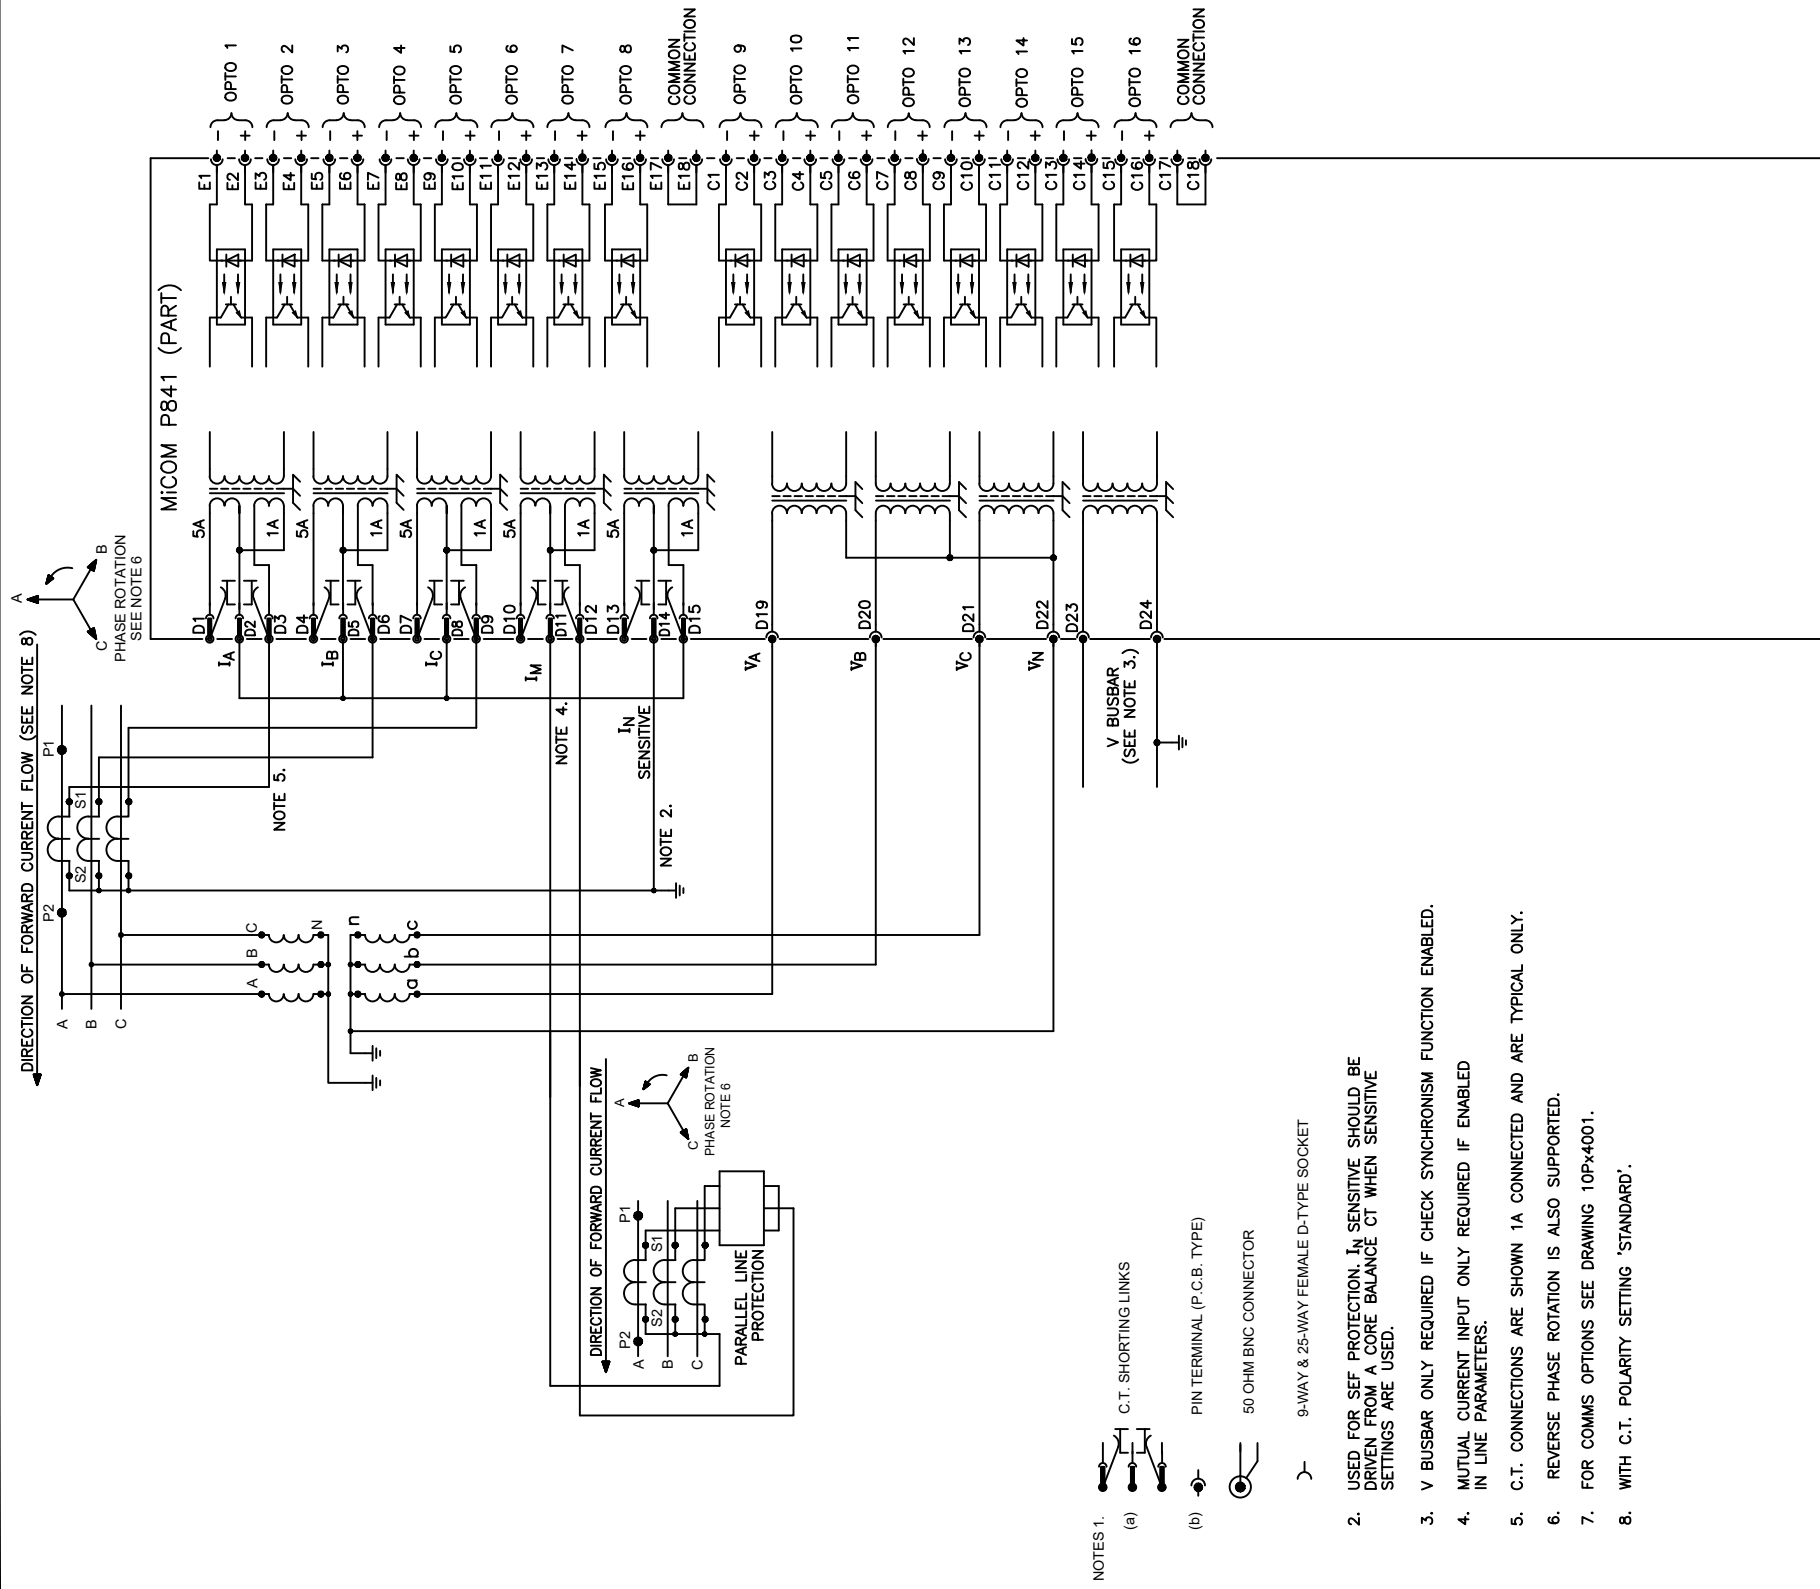 DIRECTION OF FORWARD CURRENT FLOW (SEE NOTE 8)
A
B
C
PHASE ROTATION
SEE NOTE 6
P2
P1
S2
S1
A
B
C
A
B
C
N
n
a
b
c
NOTE 5.
NOTE 4.
NOTE 2.
IA
IB
IC
IM
IN
SENSITIVE
VA
VB
VC
VN
V BUSBAR
(SEE NOTE 3.)
MiCOM P841 (PART)
D1
D2
D3
D4
D5
D6
D7
D8
D9
D10
D11
D12
D13
D14
D15
D19
D20
D21
D22
D23
D24
5A
1A
5A
1A
5A
1A
5A
1A
5A
1A
E1
E2
E3
E4
E5
E6
E7
E8
E9
E10
E11
E12
E13
E14
E15
E16
E17
E18
C1
C2
C3
C4
C5
C6
C7
C8
C9
C10
C11
C12
C13
C14
C15
C16
C17
C18
- + OPTO 1
- + OPTO 2
- + OPTO 3
- + OPTO 4
- + OPTO 5
- + OPTO 6
- + OPTO 7
- + OPTO 8
COMMON
CONNECTION
- + OPTO 9
- + OPTO 10
- + OPTO 11
- + OPTO 12
- + OPTO 13
- + OPTO 14
- + OPTO 15
- + OPTO 16
COMMON
CONNECTION
DIRECTION OF FORWARD CURRENT FLOW
A
B
C
PHASE ROTATION
NOTE 6
P2
P1
S2
S1
A
B
C
PARALLEL LINE
PROTECTION
NOTES 1.
(a) C.T. SHORTING LINKS
(b) PIN TERMINAL (P.C.B. TYPE)
50 OHM BNC CONNECTOR
9-WAY & 25-WAY FEMALE D-TYPE SOCKET
2. USED FOR SEF PROTECTION. IN SENSITIVE SHOULD BE
DRIVEN FROM A CORE BALANCE CT WHEN SENSITIVE
SETTINGS ARE USED.
3. V BUSBAR ONLY REQUIRED IF CHECK SYNCHRONISM FUNCTION ENABLED.
4. MUTUAL CURRENT INPUT ONLY REQUIRED IF ENABLED
IN LINE PARAMETERS.
5. C.T. CONNECTIONS ARE SHOWN 1A CONNECTED AND ARE TYPICAL ONLY.
6. REVERSE PHASE ROTATION IS ALSO SUPPORTED.
7. FOR COMMS OPTIONS SEE DRAWING 10Px4001.
8. WITH C.T. POLARITY SETTING 'STANDARD'.